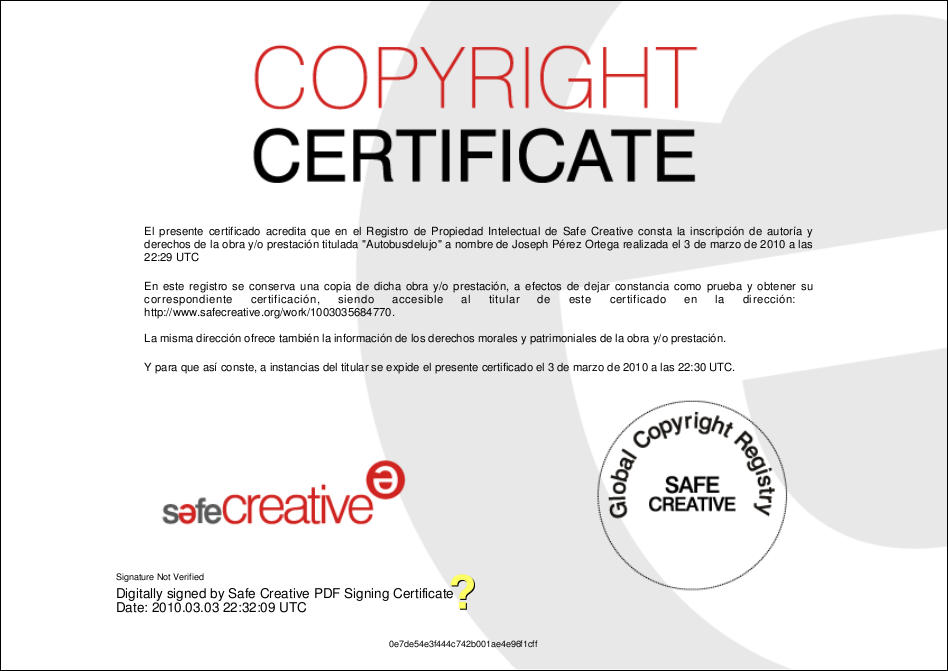 COPYRIGHT
CERTIFICATE
El presente certificado acredita que en el Registro de Propiedad Intelectual de Safe Creative consta la inscripción de autoría y
derechos de la obra y/o prestación titulada "Autobusdelujo" a nombre de Joseph Pérez Ortega realizada el 3 de marzo de 2010 a las
22:29 UTC
En este registro se conserva una copia de dicha obra y/o prestación, a efectos de dejar constancia como prueba y obtener su
correspondiente certificación, siendo accesible al titular de este certificado en la dirección:
http://www.safecreative.org/work/1003035684770.
La misma dirección ofrece también la información de los derechos morales y patrimoniales de la obra y/o prestación.
Y para que así conste, a instancias del titular se expide el presente certificado el 3 de marzo de 2010 a las 22:30 UTC.
safecreative
Global Copyright Registry
SAFE
CREATIVE
Signature Not Verified
Digitally signed by Safe Creative PDF Signing Certificate
Date: 2010.03.03 22:32:09 UTC
?
0e7de54e3f444c742b001ae4e96f1cff